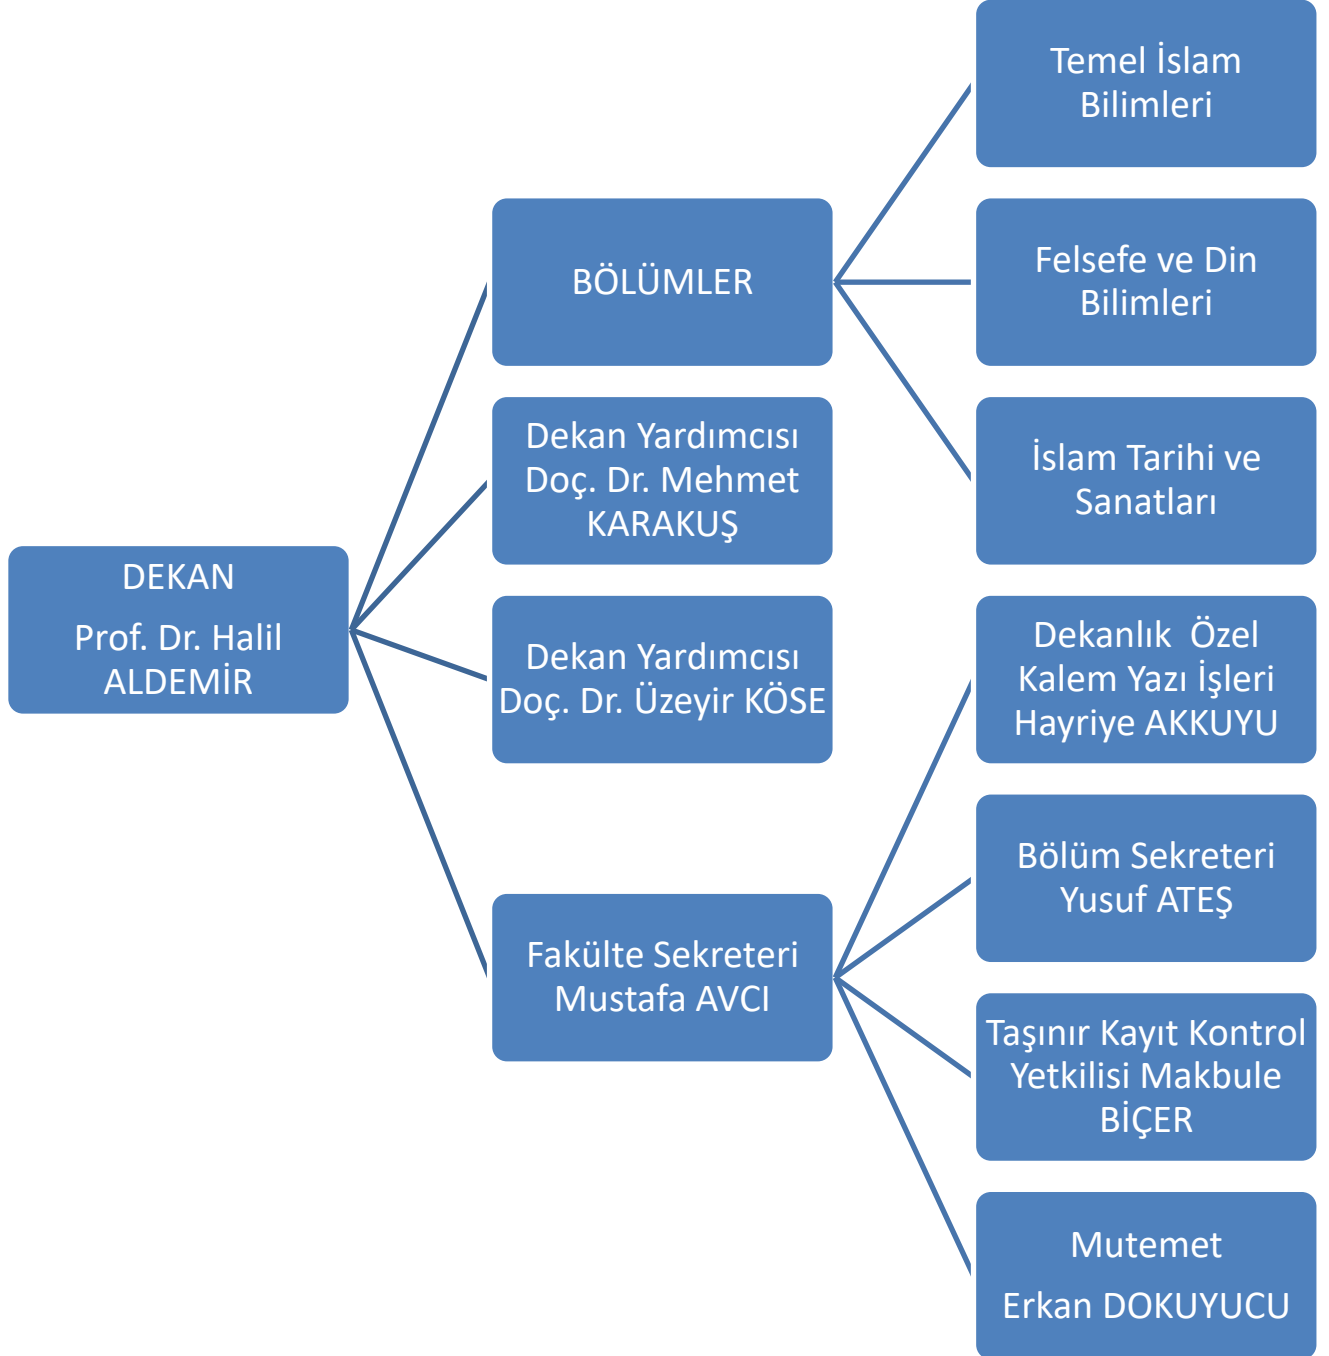 DEKAN
Prof. Dr. Halil
ALDEMİR
BÖLÜMLER
Temel İslam
Bilimleri
Felsefe ve Din
Bilimleri
İslam Tarihi ve
Sanatları
Dekan Yardımcısı
Doç. Dr. Mehmet
KARAKUŞ
Dekan Yardımcısı
Doç. Dr. Üzeyir KÖSE
Fakülte Sekreteri
Mustafa AVCI
Dekanlık  Özel
Kalem Yazı İşleri
Hayriye AKKUYU
Bölüm Sekreteri
Yusuf ATEŞ
Taşınır Kayıt Kontrol
Yetkilisi Makbule
BİÇER
Mutemet
Erkan DOKUYUCU